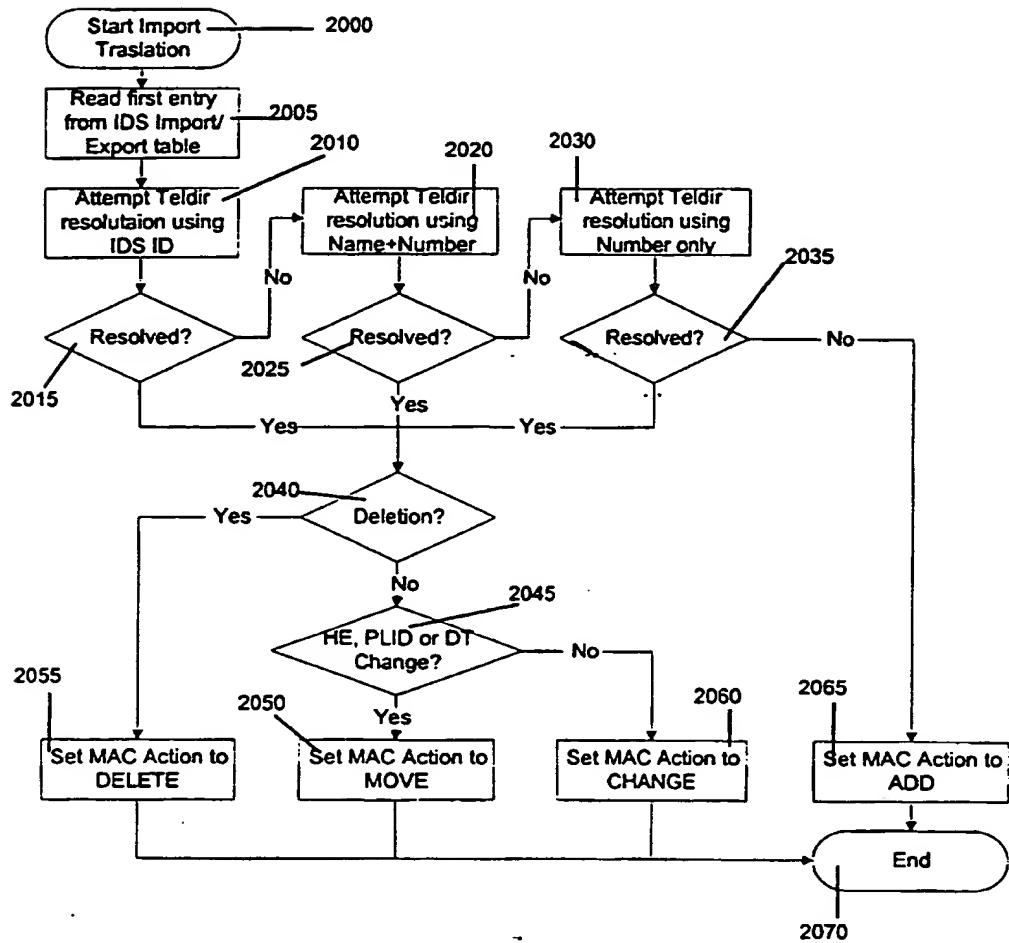 Start Import
Traslation
2000
Read first entry
from IDS Import/
Export table
2005
2010
2020
2030
Attempt Teldir
resolutaion using
IDS ID
Attempt Teldir
resolution using
Name+Number
Attempt Teldir
resolution using
Number only
2035
No
No
Resolved?
Resolved?
Resolved?
No
2015
2025
Yes
Yes
Yes
2040
Deletion?
Yes
No
2045
HE, PLID or DT
Change?
No
2055
2050
Yes
2060
2065
Set MAC Action to
DELETE
Set MAC Action to
MOVE
Set MAC Action to
CHANGE
Set MAC Action to
ADD
End
2070